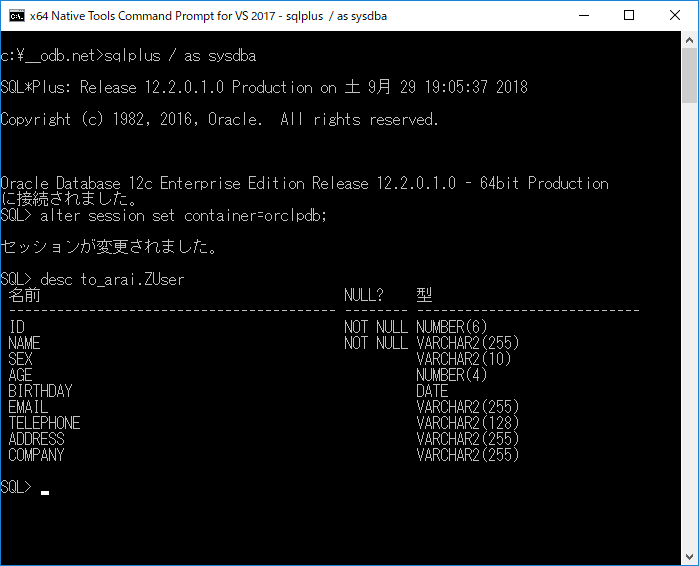 x64 Native Tools Command Prompt for VS 2017 - sqlplus / as sysdba
c:¥__odb.net>sqlplus / as sysdba
SQL*Plus: Release 12.2.0.1.0 Production on 土 9月 29 19:05:37 2018
Copyright (c) 1982, 2016, Oracle.  All rights reserved.
Oracle Database 12c Enterprise Edition Release 12.2.0.1.0 - 64bit Production
に接続されました。
SQL> alter session set container=orclpdb;
セッションが変更されました。
SQL> desc to_arai.ZUser
名前 NULL? 型
----------------------------------------- -------- ----------------------------
ID NOT NULL NUMBER(6)
NAME NOT NULL VARCHAR2(255)
SEX VARCHAR2(10)
AGE NUMBER(4)
BIRTHDAY DATE
EMAIL VARCHAR2(255)
TELEPHONE VARCHAR2(128)
ADDRESS VARCHAR2(255)
COMPANY VARCHAR2(255)
SQL>